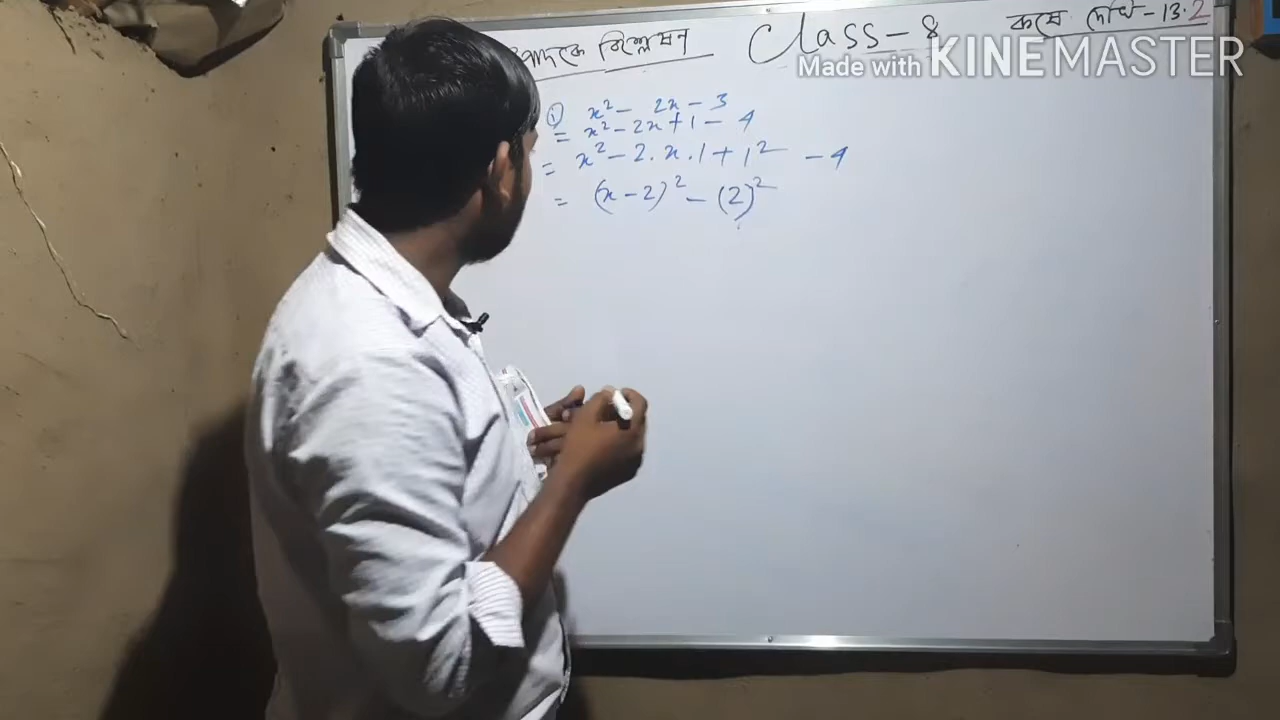 বিশ্লেষণ Class - 8 কষে দেখি - 13.2
Made with KINEMASTER
① x² - 2x - 3
= x² - 2x + 1 - 4
= x² - 2.x.1 + 1² - 4
= (x - 2)² - (2)²